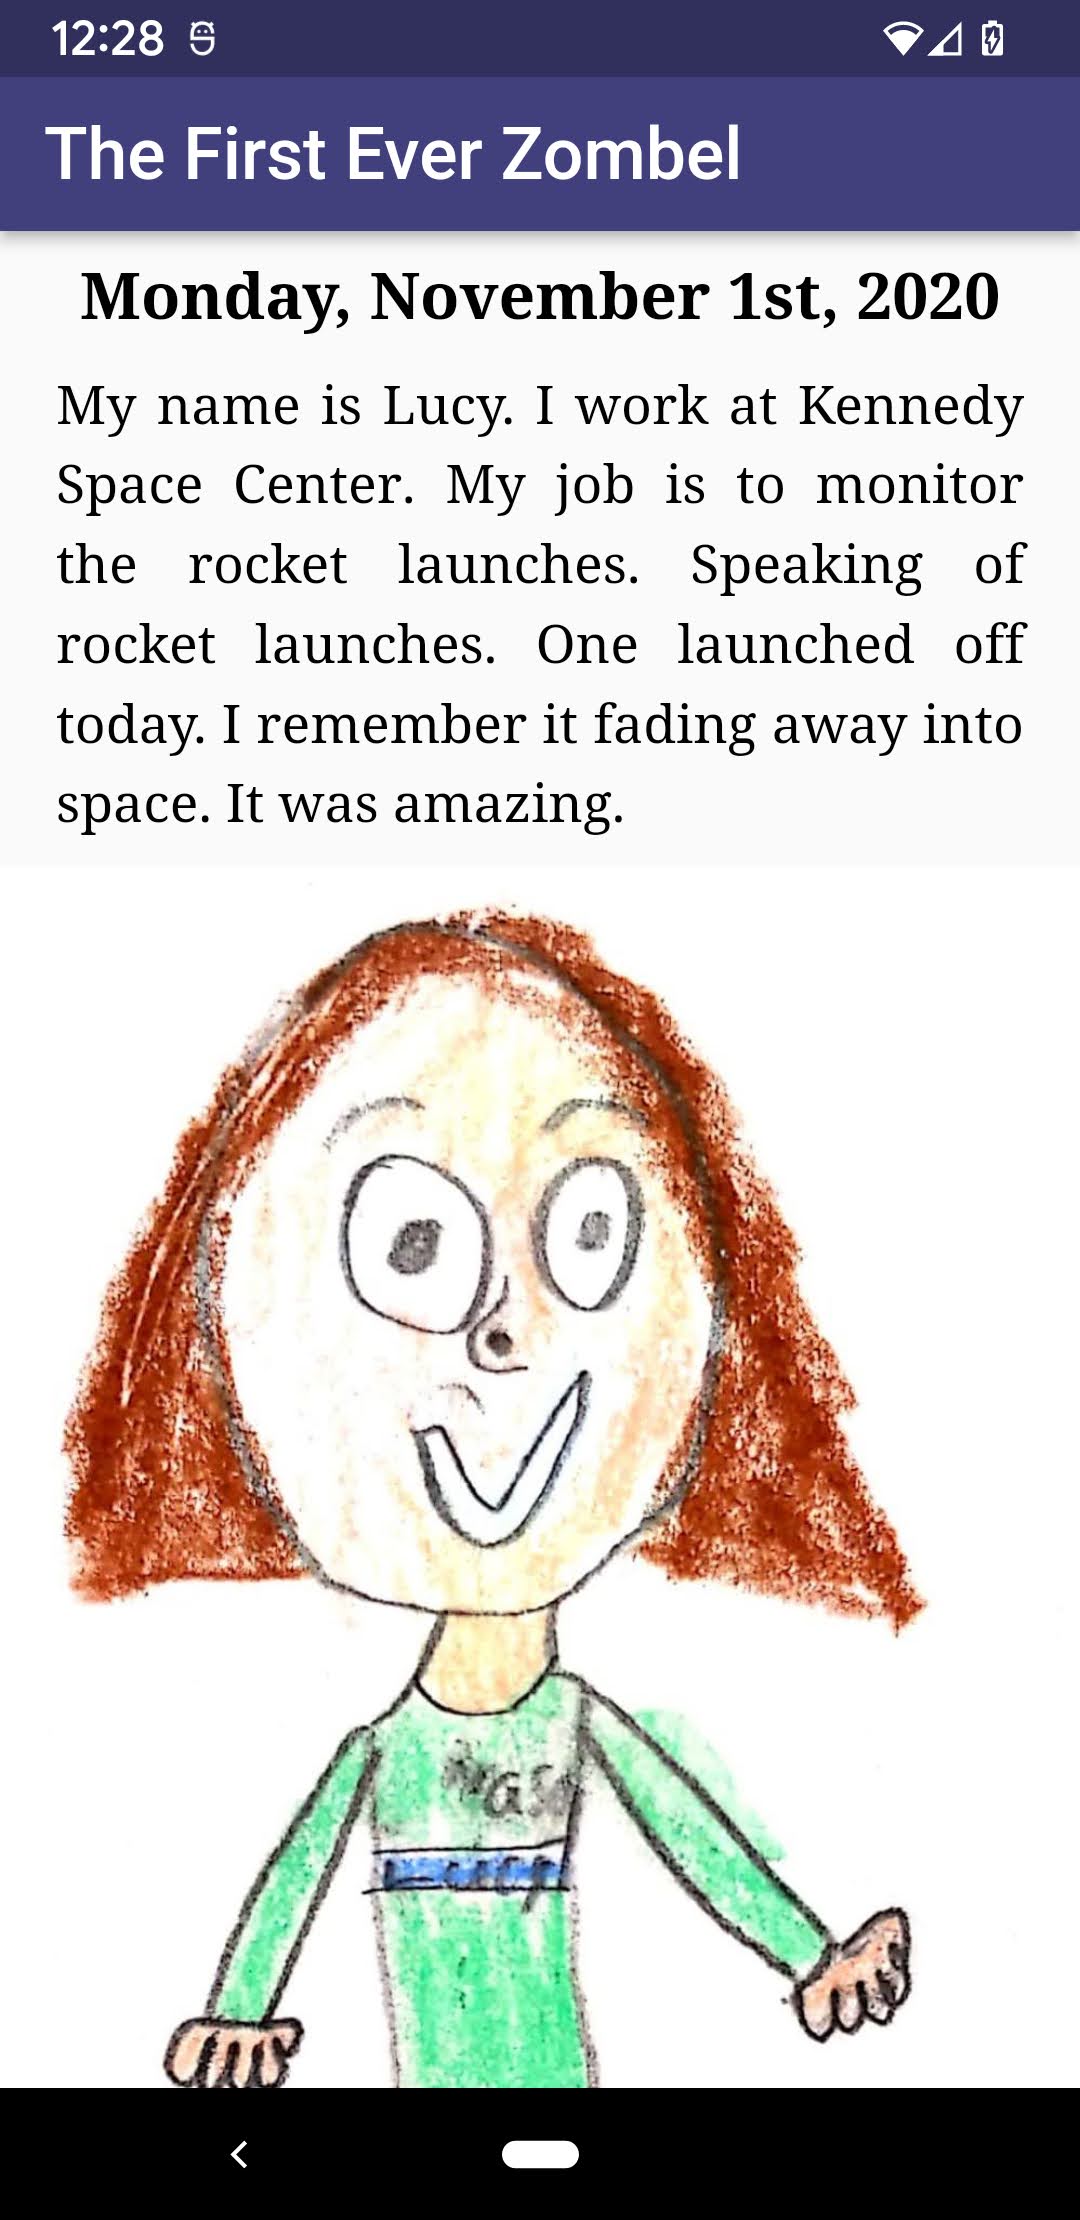 12:28
The First Ever Zombel
Monday, November 1st, 2020
My name is Lucy. I work at Kennedy
Space Center. My job is to monitor
the rocket launches. Speaking of
rocket launches. One launched off
today. I remember it fading away into
space. It was amazing.